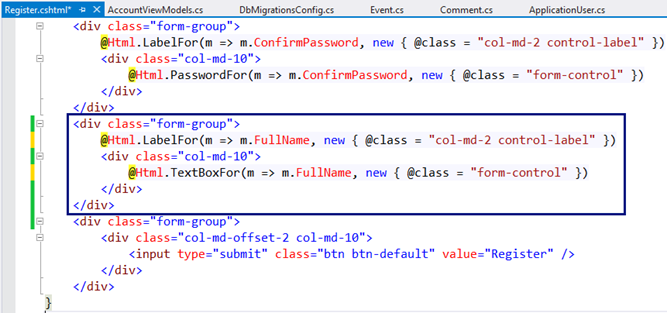 Register.cshtml* AccountViewModels.cs DbMigrationsConfig.cs Event.cs Comment.cs ApplicationUser.cs
<div class="form-group">
@Html.LabelFor(m => m.ConfirmPassword, new { @class = "col-md-2 control-label" })
<div class="col-md-10">
@Html.PasswordFor(m => m.ConfirmPassword, new { @class = "form-control" })
</div>
</div>
<div class="form-group">
@Html.LabelFor(m => m.FullName, new { @class = "col-md-2 control-label" })
<div class="col-md-10">
@Html.TextBoxFor(m => m.FullName, new { @class = "form-control" })
</div>
</div>
<div class="form-group">
<div class="col-md-offset-2 col-md-10">
<input type="submit" class="btn btn-default" value="Register" />
</div>
</div>
}